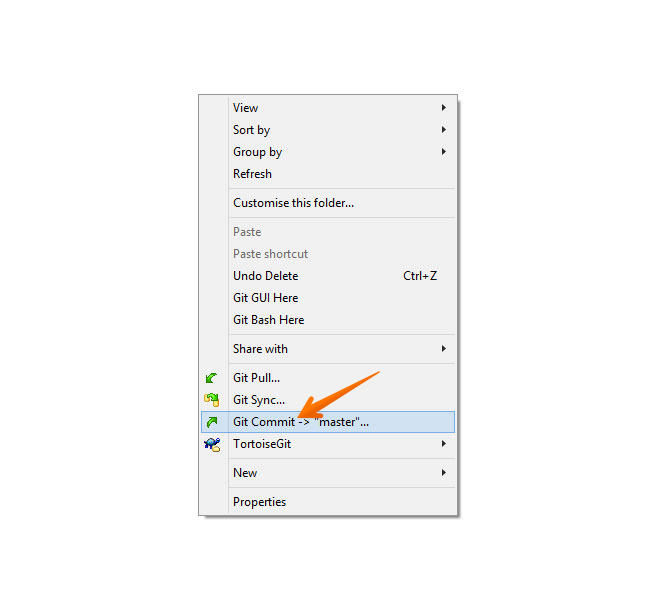 View
Sort by
Group by
Refresh
Customise this folder...
Paste
Paste shortcut
Undo Delete Ctrl+Z
Git GUI Here
Git Bash Here
Share with
Git Pull...
Git Sync...
Git Commit -> "master"...
TortoiseGit
New
Properties